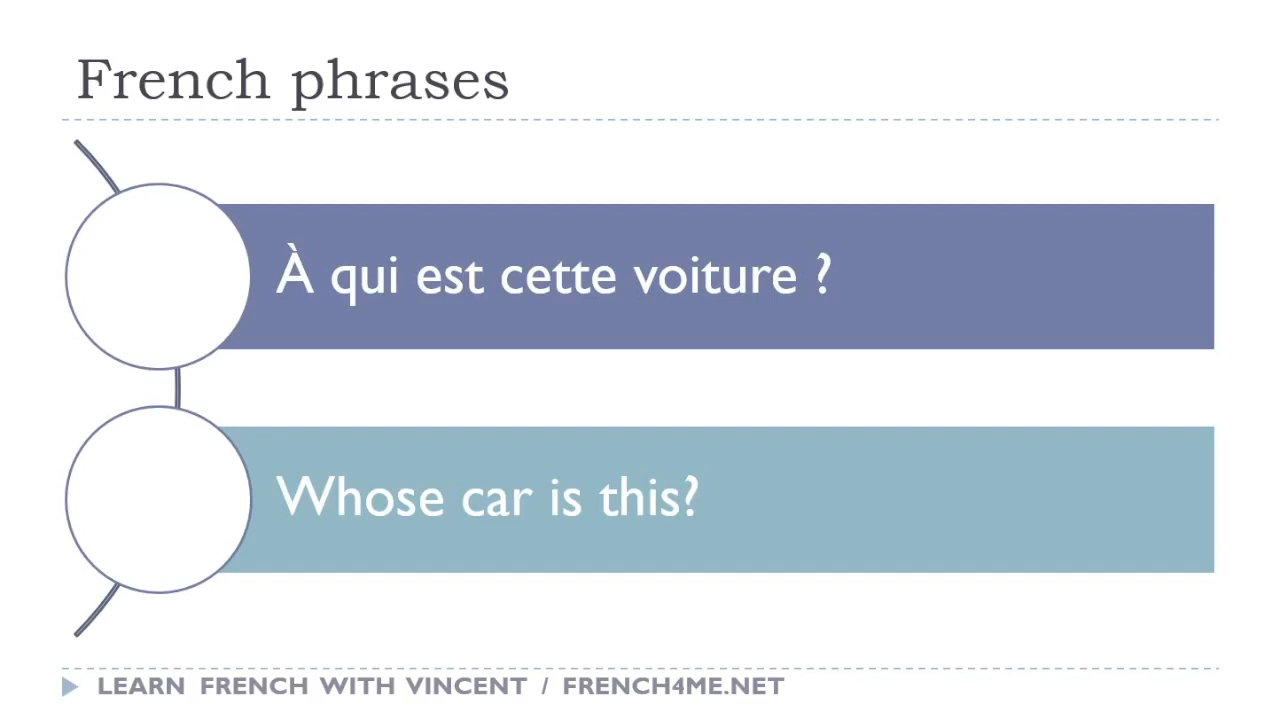 French phrases
À qui est cette voiture ?
Whose car is this?
LEARN FRENCH WITH VINCENT / FRENCH4ME.NET